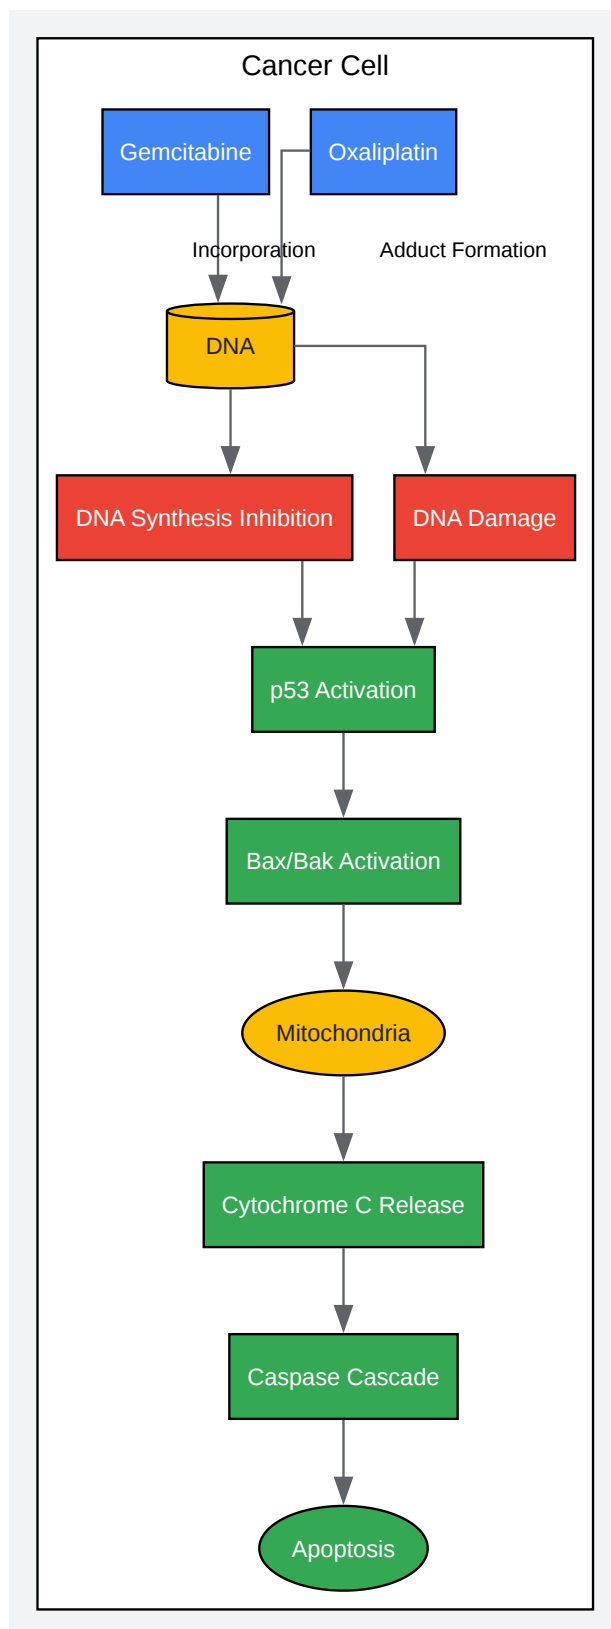 Cancer Cell
Gemcitabine
Oxaliplatin
Incorporation
Adduct Formation
DNA
DNA Synthesis Inhibition
DNA Damage
p53 Activation
Bax/Bak Activation
Mitochondria
Cytochrome C Release
Caspase Cascade
Apoptosis